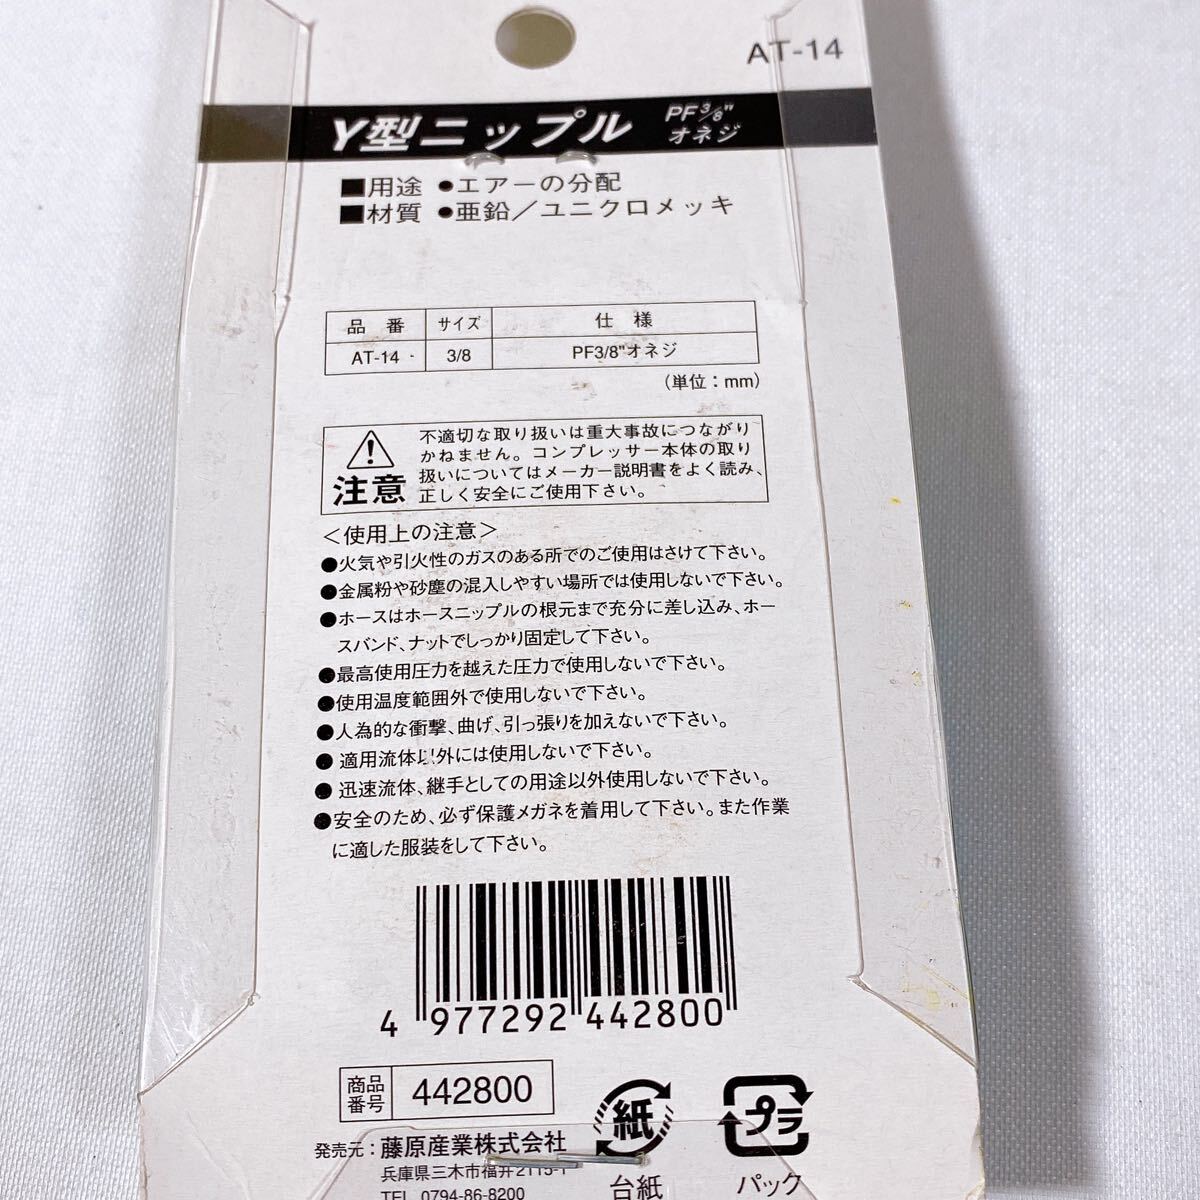 AT-14
Y型ニップル PF3/8"
オネジ
■用途 ●エアーの分配
■材質 ●亜鉛／ユニクロメッキ
品 番 サイズ 仕 様
AT-14 3/8 PF3/8"オネジ
（単位：mm）
不適切な取り扱いは重大事故につながり
かねません。コンプレッサー本体の取り
扱いについてはメーカー説明書をよく読み、
正しく安全にご使用下さい。
注意
＜使用上の注意＞
●火気や引火性のガスのある所でのご使用はさけて下さい。
●金属粉や砂塵の混入しやすい場所では使用しないで下さい。
●ホースはホースニップルの根元まで充分に差し込み、ホー
スバンド、ナットでしっかり固定して下さい。
●最高使用圧力を越えた圧力で使用しないで下さい。
●使用温度範囲外で使用しないで下さい。
●人為的な衝撃、曲げ、引っ張りを加えないで下さい。
●適用流体以外には使用しないで下さい。
●迅速流体、継手としての用途以外使用しないで下さい。
●安全のため、必ず保護メガネを着用して下さい。また作業
に適した服装をして下さい。
4 977292 442800
商品
番号 442800
紙
プラ
発売元：藤原産業株式会社
兵庫県三木市福井2115-1
TEL 0794-86-8200
台紙
パック